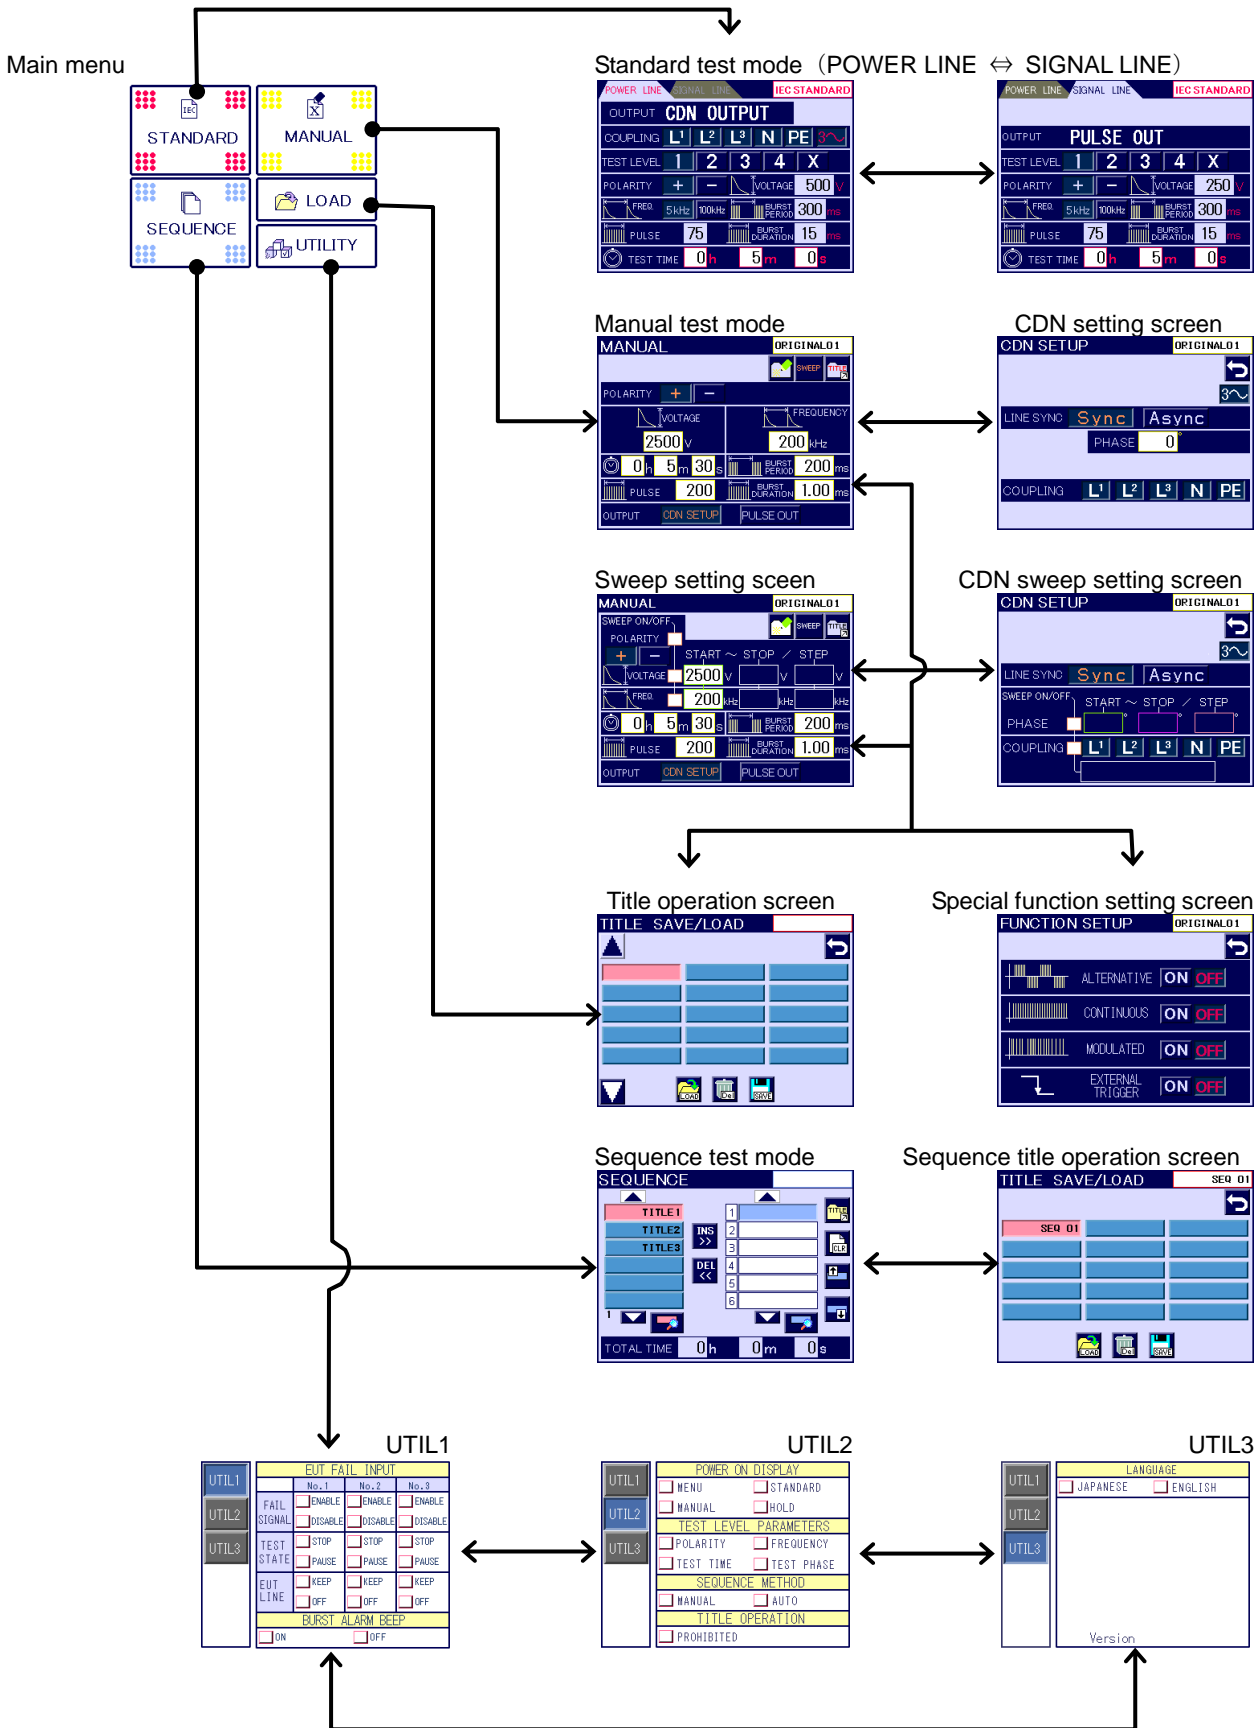 Main menu
IEC
STANDARD
X
MANUAL
SEQUENCE
LOAD
UTILITY
Standard test mode（POWER LINE ⇔ SIGNAL LINE）
POWER LINE SIGNAL LINE IEC STANDARD
OUTPUT CDN OUTPUT
COUPLING L1 L2 L3 N PE 3
TEST LEVEL 1 2 3 4 X
POLARITY + − VOLTAGE 500 V
FREQ. 5kHz 100kHz BURST PERIOD 300 ms
PULSE 75 BURST DURATION 15 ms
TEST TIME 0 h 5 m 0 s
POWER LINE SIGNAL LINE IEC STANDARD
OUTPUT PULSE OUT
TEST LEVEL 1 2 3 4 X
POLARITY + − VOLTAGE 250 V
FREQ. 5kHz 100kHz BURST PERIOD 300 ms
PULSE 75 BURST DURATION 15 ms
TEST TIME 0 h 5 m 0 s
Manual test mode
MANUAL ORIGINAL01
SWEEP TITLE
POLARITY + −
VOLTAGE FREQUENCY
2500 V 200 kHz
0 h 5 m 30 s BURST PERIOD 200 ms
PULSE 200 BURST DURATION 1.00 ms
OUTPUT CDN SETUP PULSE OUT
CDN setting screen
CDN SETUP ORIGINAL01
3
LINE SYNC Sync Async
PHASE 0°
COUPLING L1 L2 L3 N PE
Sweep setting sceen
MANUAL ORIGINAL01
SWEEP ON/OFF SWEEP TITLE
POLARITY
+ − START ～ STOP / STEP
VOLTAGE 2500 V V V
FREQ. 200 kHz kHz kHz
0 h 5 m 30 s BURST PERIOD 200 ms
PULSE 200 BURST DURATION 1.00 ms
OUTPUT CDN SETUP PULSE OUT
CDN sweep setting screen
CDN SETUP ORIGINAL01
3
LINE SYNC Sync Async
SWEEP ON/OFF START ～ STOP / STEP
PHASE ° ° °
COUPLING L1 L2 L3 N PE
Title operation screen
TITLE SAVE/LOAD
LOAD Del SAVE
Special function setting screen
FUNCTION SETUP ORIGINAL01
ALTERNATIVE ON OFF
CONTINUOUS ON OFF
MODULATED ON OFF
EXTERNAL TRIGGER ON OFF
Sequence test mode
SEQUENCE
TITLE1 1 TITLE
TITLE2 INS >> 2
TITLE3 3 CLR
DEL << 4
5
6
1
TOTAL TIME 0 h 0 m 0 s
Sequence title operation screen
TITLE SAVE/LOAD SEQ 01
SEQ 01
LOAD Del SAVE
UTIL1
UTIL1
UTIL2
UTIL3
EUT FAIL INPUT
No.1 No.2 No.3
FAIL SIGNAL ENABLE ENABLE ENABLE
DISABLE DISABLE DISABLE
TEST STATE STOP STOP STOP
PAUSE PAUSE PAUSE
EUT LINE KEEP KEEP KEEP
OFF OFF OFF
BURST ALARM BEEP
ON OFF
UTIL2
UTIL1
UTIL2
UTIL3
POWER ON DISPLAY
MENU STANDARD
MANUAL HOLD
TEST LEVEL PARAMETERS
POLARITY FREQUENCY
TEST TIME TEST PHASE
SEQUENCE METHOD
MANUAL AUTO
TITLE OPERATION
PROHIBITED
UTIL3
UTIL1
UTIL2
UTIL3
LANGUAGE
JAPANESE ENGLISH
Version